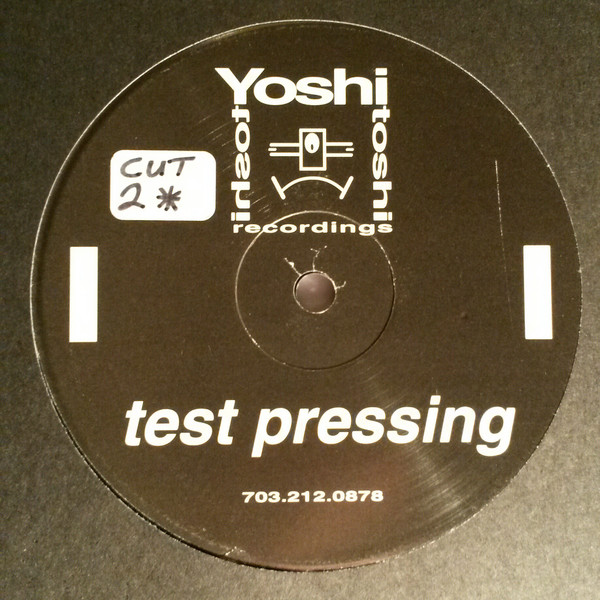 Yoshi
toshi
toshi
recordings
CUT
2 *
test pressing
703.212.0878